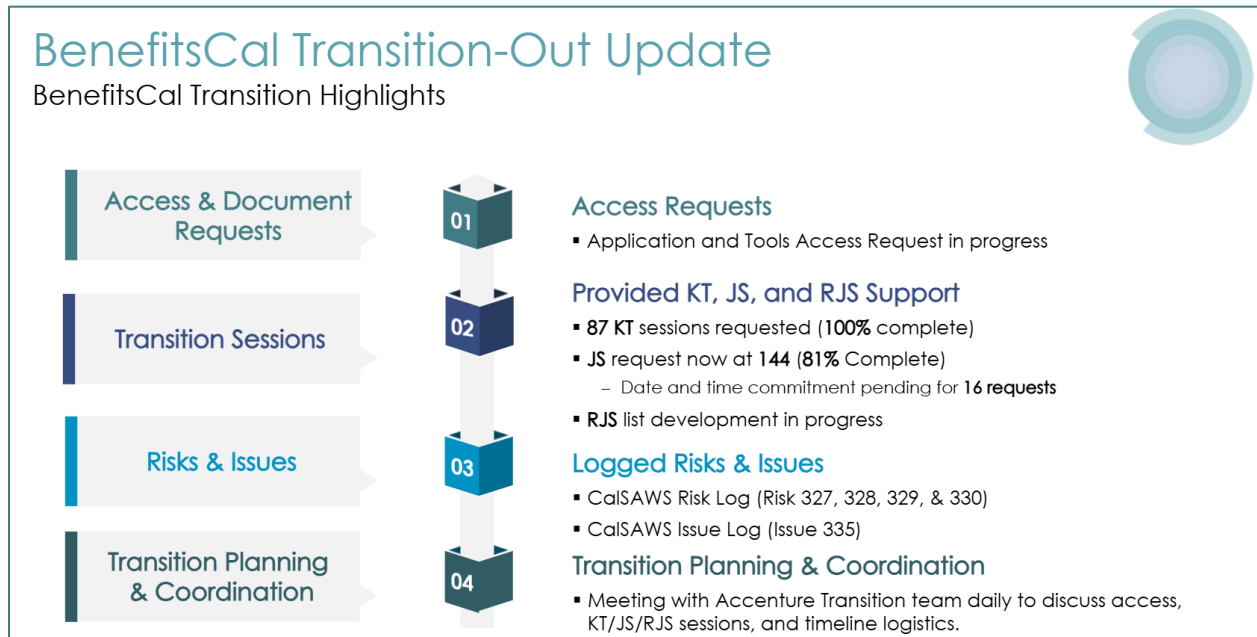 BenefitsCal Transition-Out Update
BenefitsCal Transition Highlights
Access & Document
Requests
01
Access Requests
▪ Application and Tools Access Request in progress
Transition Sessions
02
Provided KT, JS, and RJS Support
▪ 87 KT sessions requested (100% complete)
▪ JS request now at 144 (81% Complete)
– Date and time commitment pending for 16 requests
▪ RJS list development in progress
Risks & Issues
03
Logged Risks & Issues
▪ CalSAWS Risk Log (Risk 327, 328, 329, & 330)
▪ CalSAWS Issue Log (Issue 335)
Transition Planning
& Coordination
04
Transition Planning & Coordination
▪ Meeting with Accenture Transition team daily to discuss access,
KT/JS/RJS sessions, and timeline logistics.